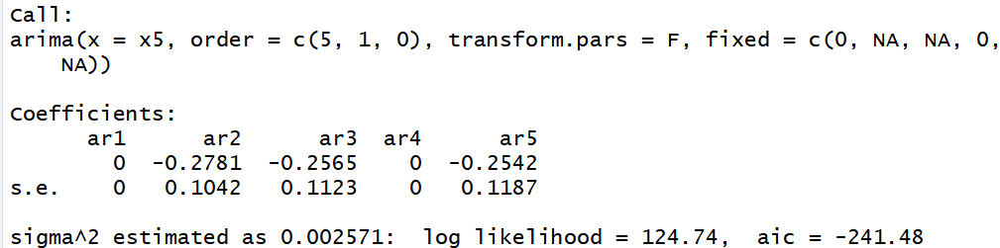 Call:
arima(x = x5, order = c(5, 1, 0), transform.pars = F, fixed = c(0, NA, NA, 0,
    NA))
Coefficients:
      ar1      ar2      ar3  ar4      ar5
        0  -0.2781  -0.2565    0  -0.2542
s.e.    0   0.1042   0.1123    0   0.1187
sigma^2 estimated as 0.002571:  log likelihood = 124.74,  aic = -241.48